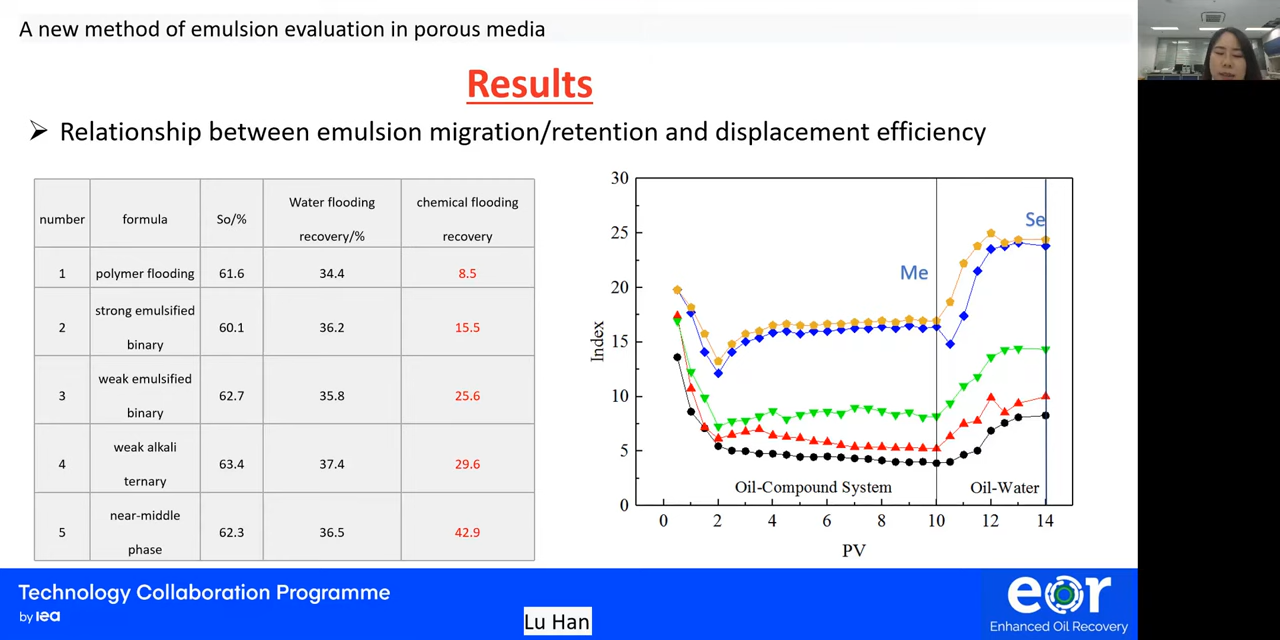 A new method of emulsion evaluation in porous media
Results
➢ Relationship between emulsion migration/retention and displacement efficiency
number formula So/% Water flooding recovery/% chemical flooding recovery
1 polymer flooding 61.6 34.4 8.5
2 strong emulsified binary 60.1 36.2 15.5
3 weak emulsified binary 62.7 35.8 25.6
4 weak alkali ternary 63.4 37.4 29.6
5 near-middle phase 62.3 36.5 42.9
30
25
20
15
10
5
0
Index
Me
Se
Oil-Compound System
Oil-Water
0 2 4 6 8 10 12 14
PV
Technology Collaboration Programme
by iea
Lu Han
eor
Enhanced Oil Recovery